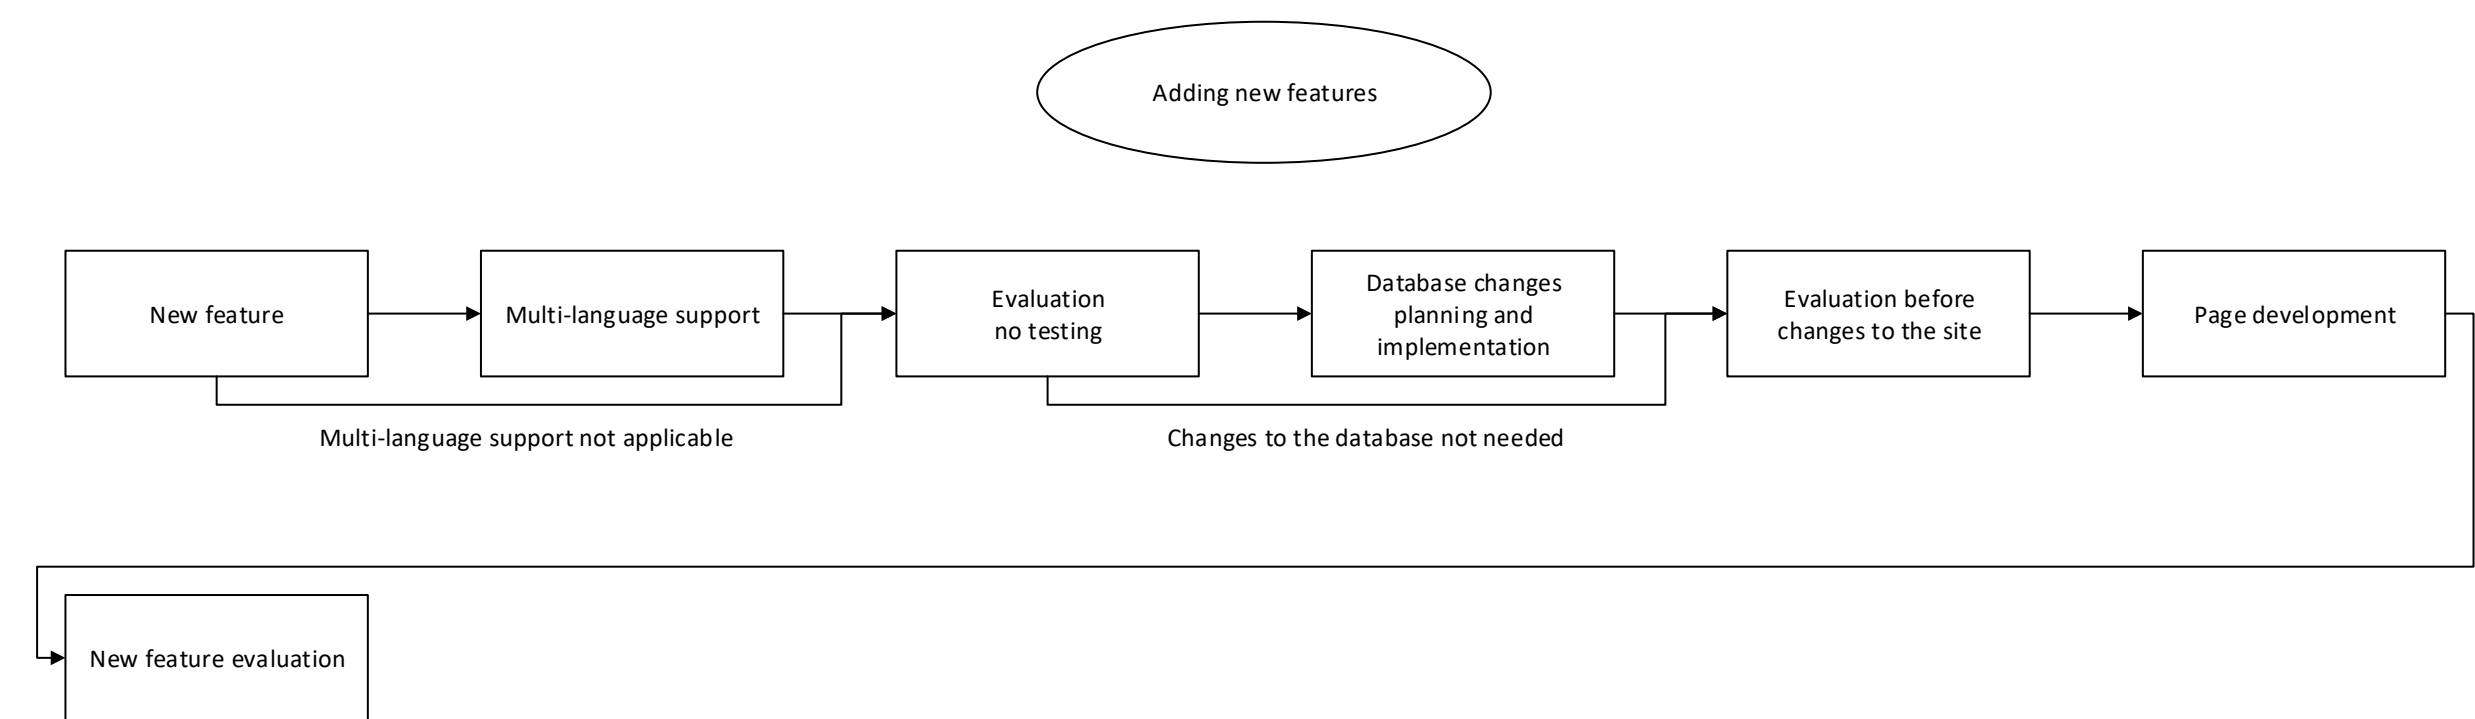 Adding new features
New feature
Multi-language support
Evaluation
no testing
Database changes
planning and
implementation
Evaluation before
changes to the site
Page development
Multi-language support not applicable
Changes to the database not needed
New feature evaluation